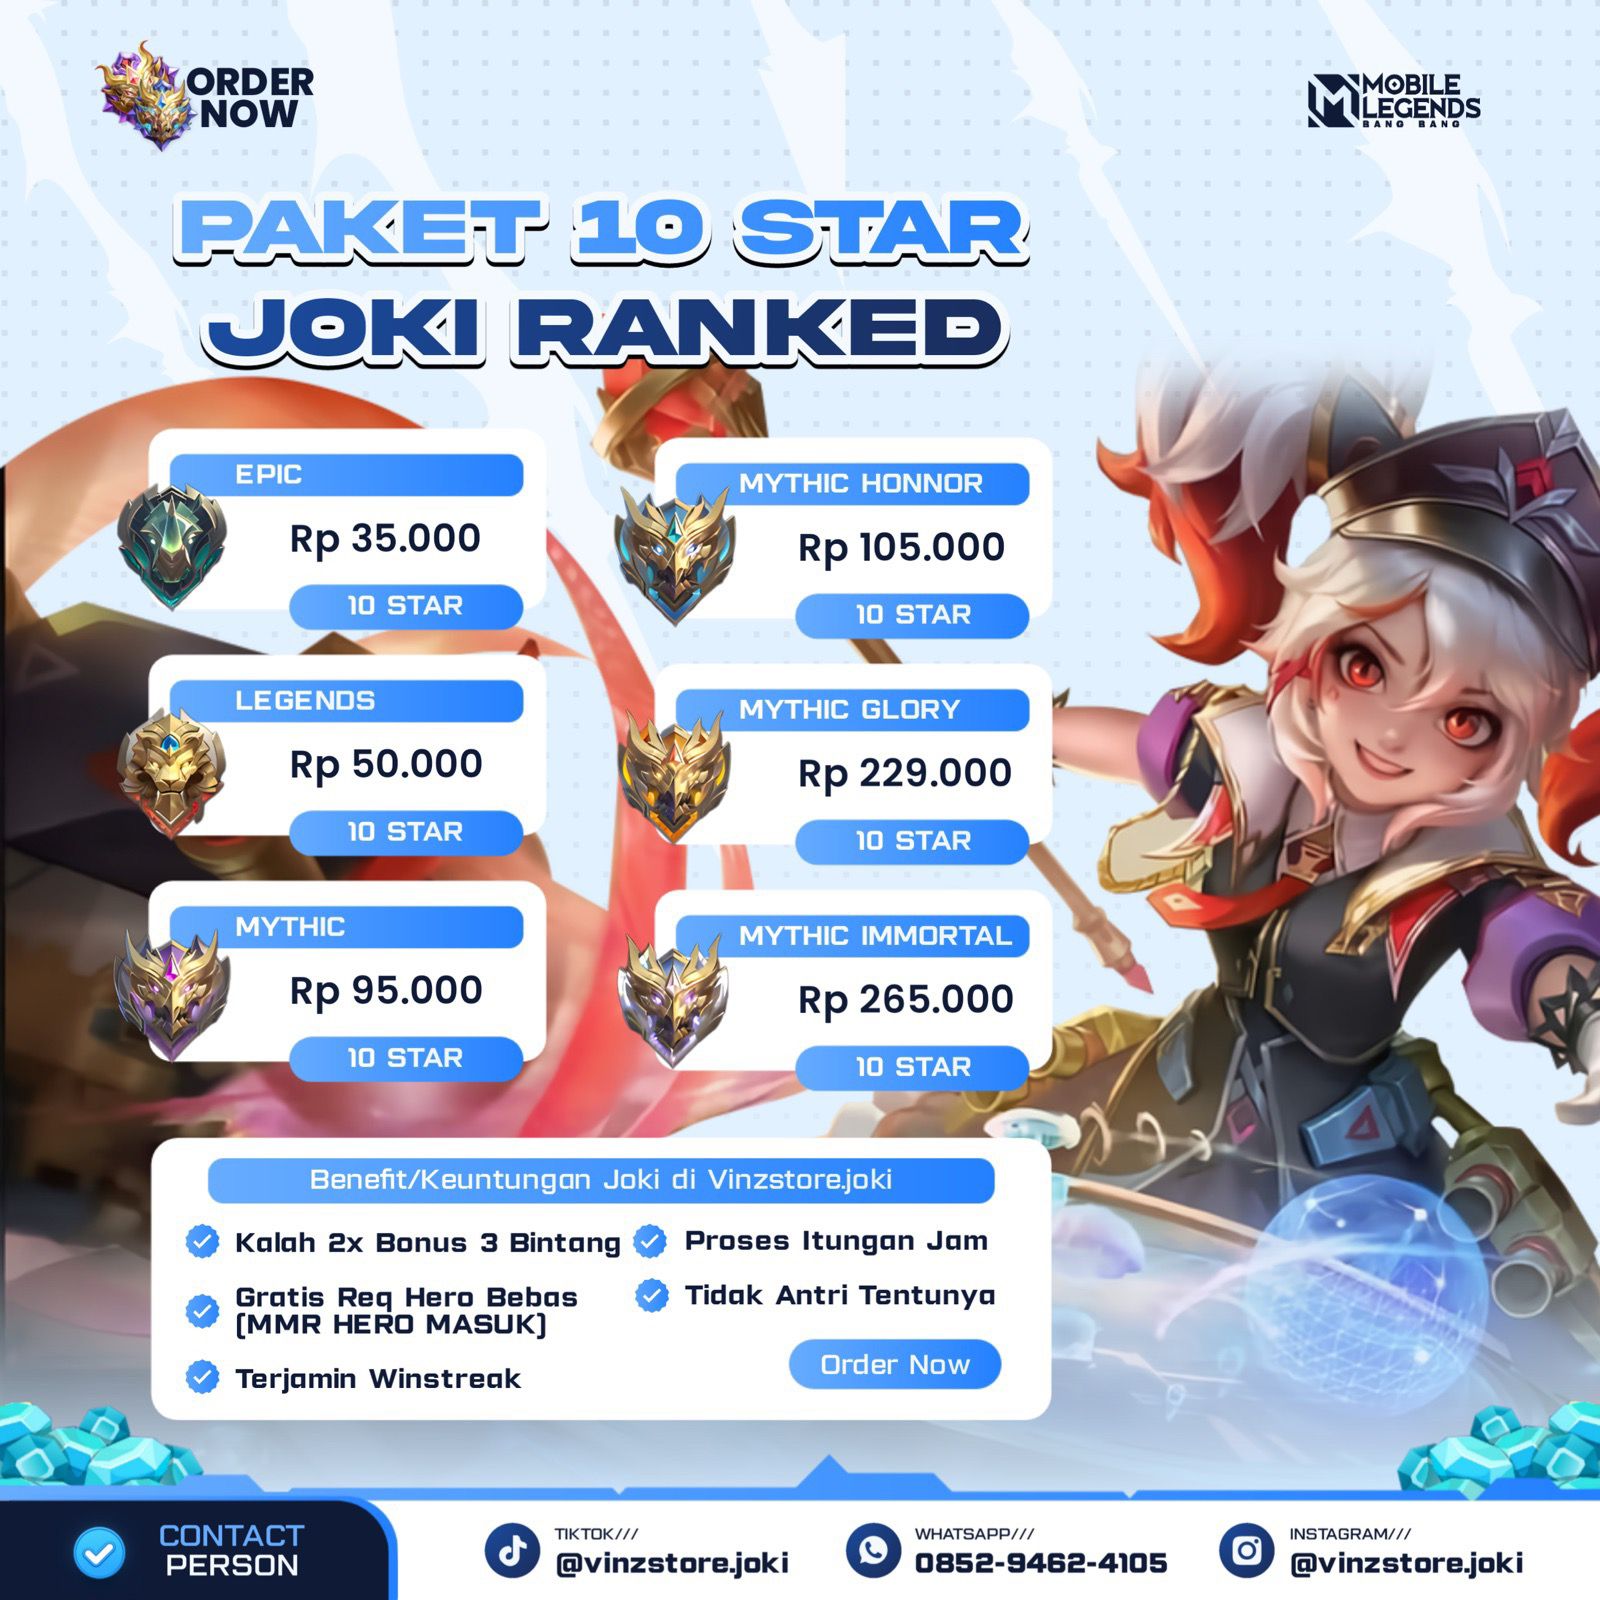 ORDER
NOW
MOBILE
LEGENDS
BANG BANG
PAKET 10 STAR
JOKI RANKED
EPIC
Rp 35.000
10 STAR
LEGENDS
Rp 50.000
10 STAR
MYTHIC
Rp 95.000
10 STAR
MYTHIC HONNOR
Rp 105.000
10 STAR
MYTHIC GLORY
Rp 229.000
10 STAR
MYTHIC IMMORTAL
Rp 265.000
10 STAR
Benefit/Keuntungan Joki di Vinzstore.joki
Kalah 2x Bonus 3 Bintang
Gratis Req Hero Bebas
(MMR HERO MASUK)
Terjamin Winstreak
Proses Itungan Jam
Tidak Antri Tentunya
Order Now
CONTACT
PERSON
TIKTOK///
@vinzstore.joki
WHATSAPP///
0852-9462-4105
INSTAGRAM///
@vinzstore.joki